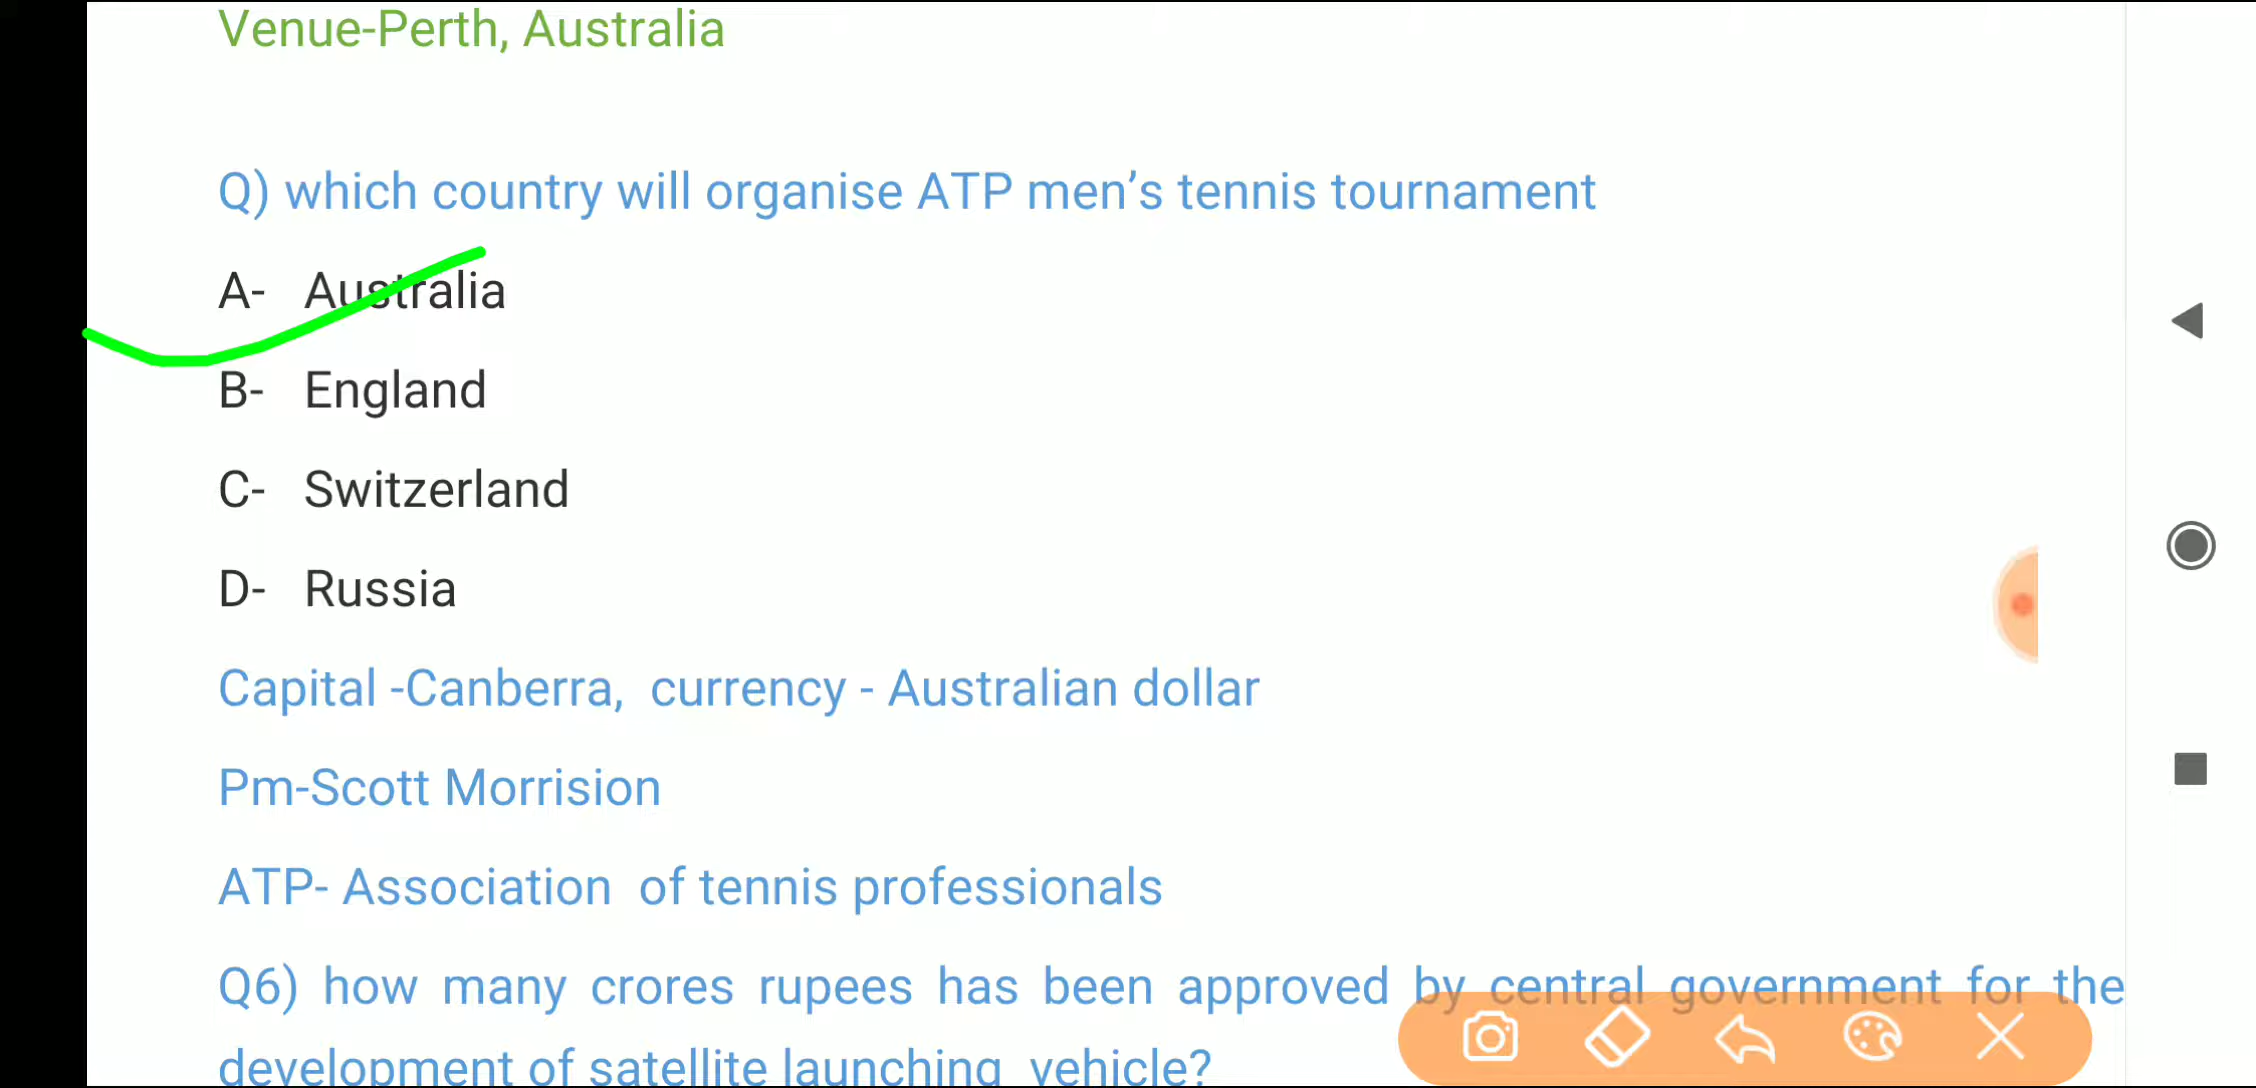 Venue-Perth, Australia
Q) which country will organise ATP men’s tennis tournament
A- Australia
B- England
C- Switzerland
D- Russia
Capital -Canberra, currency - Australian dollar
Pm-Scott Morrision
ATP- Association of tennis professionals
Q6) how many crores rupees has been approved by central government for the
development of satellite launching vehicle?